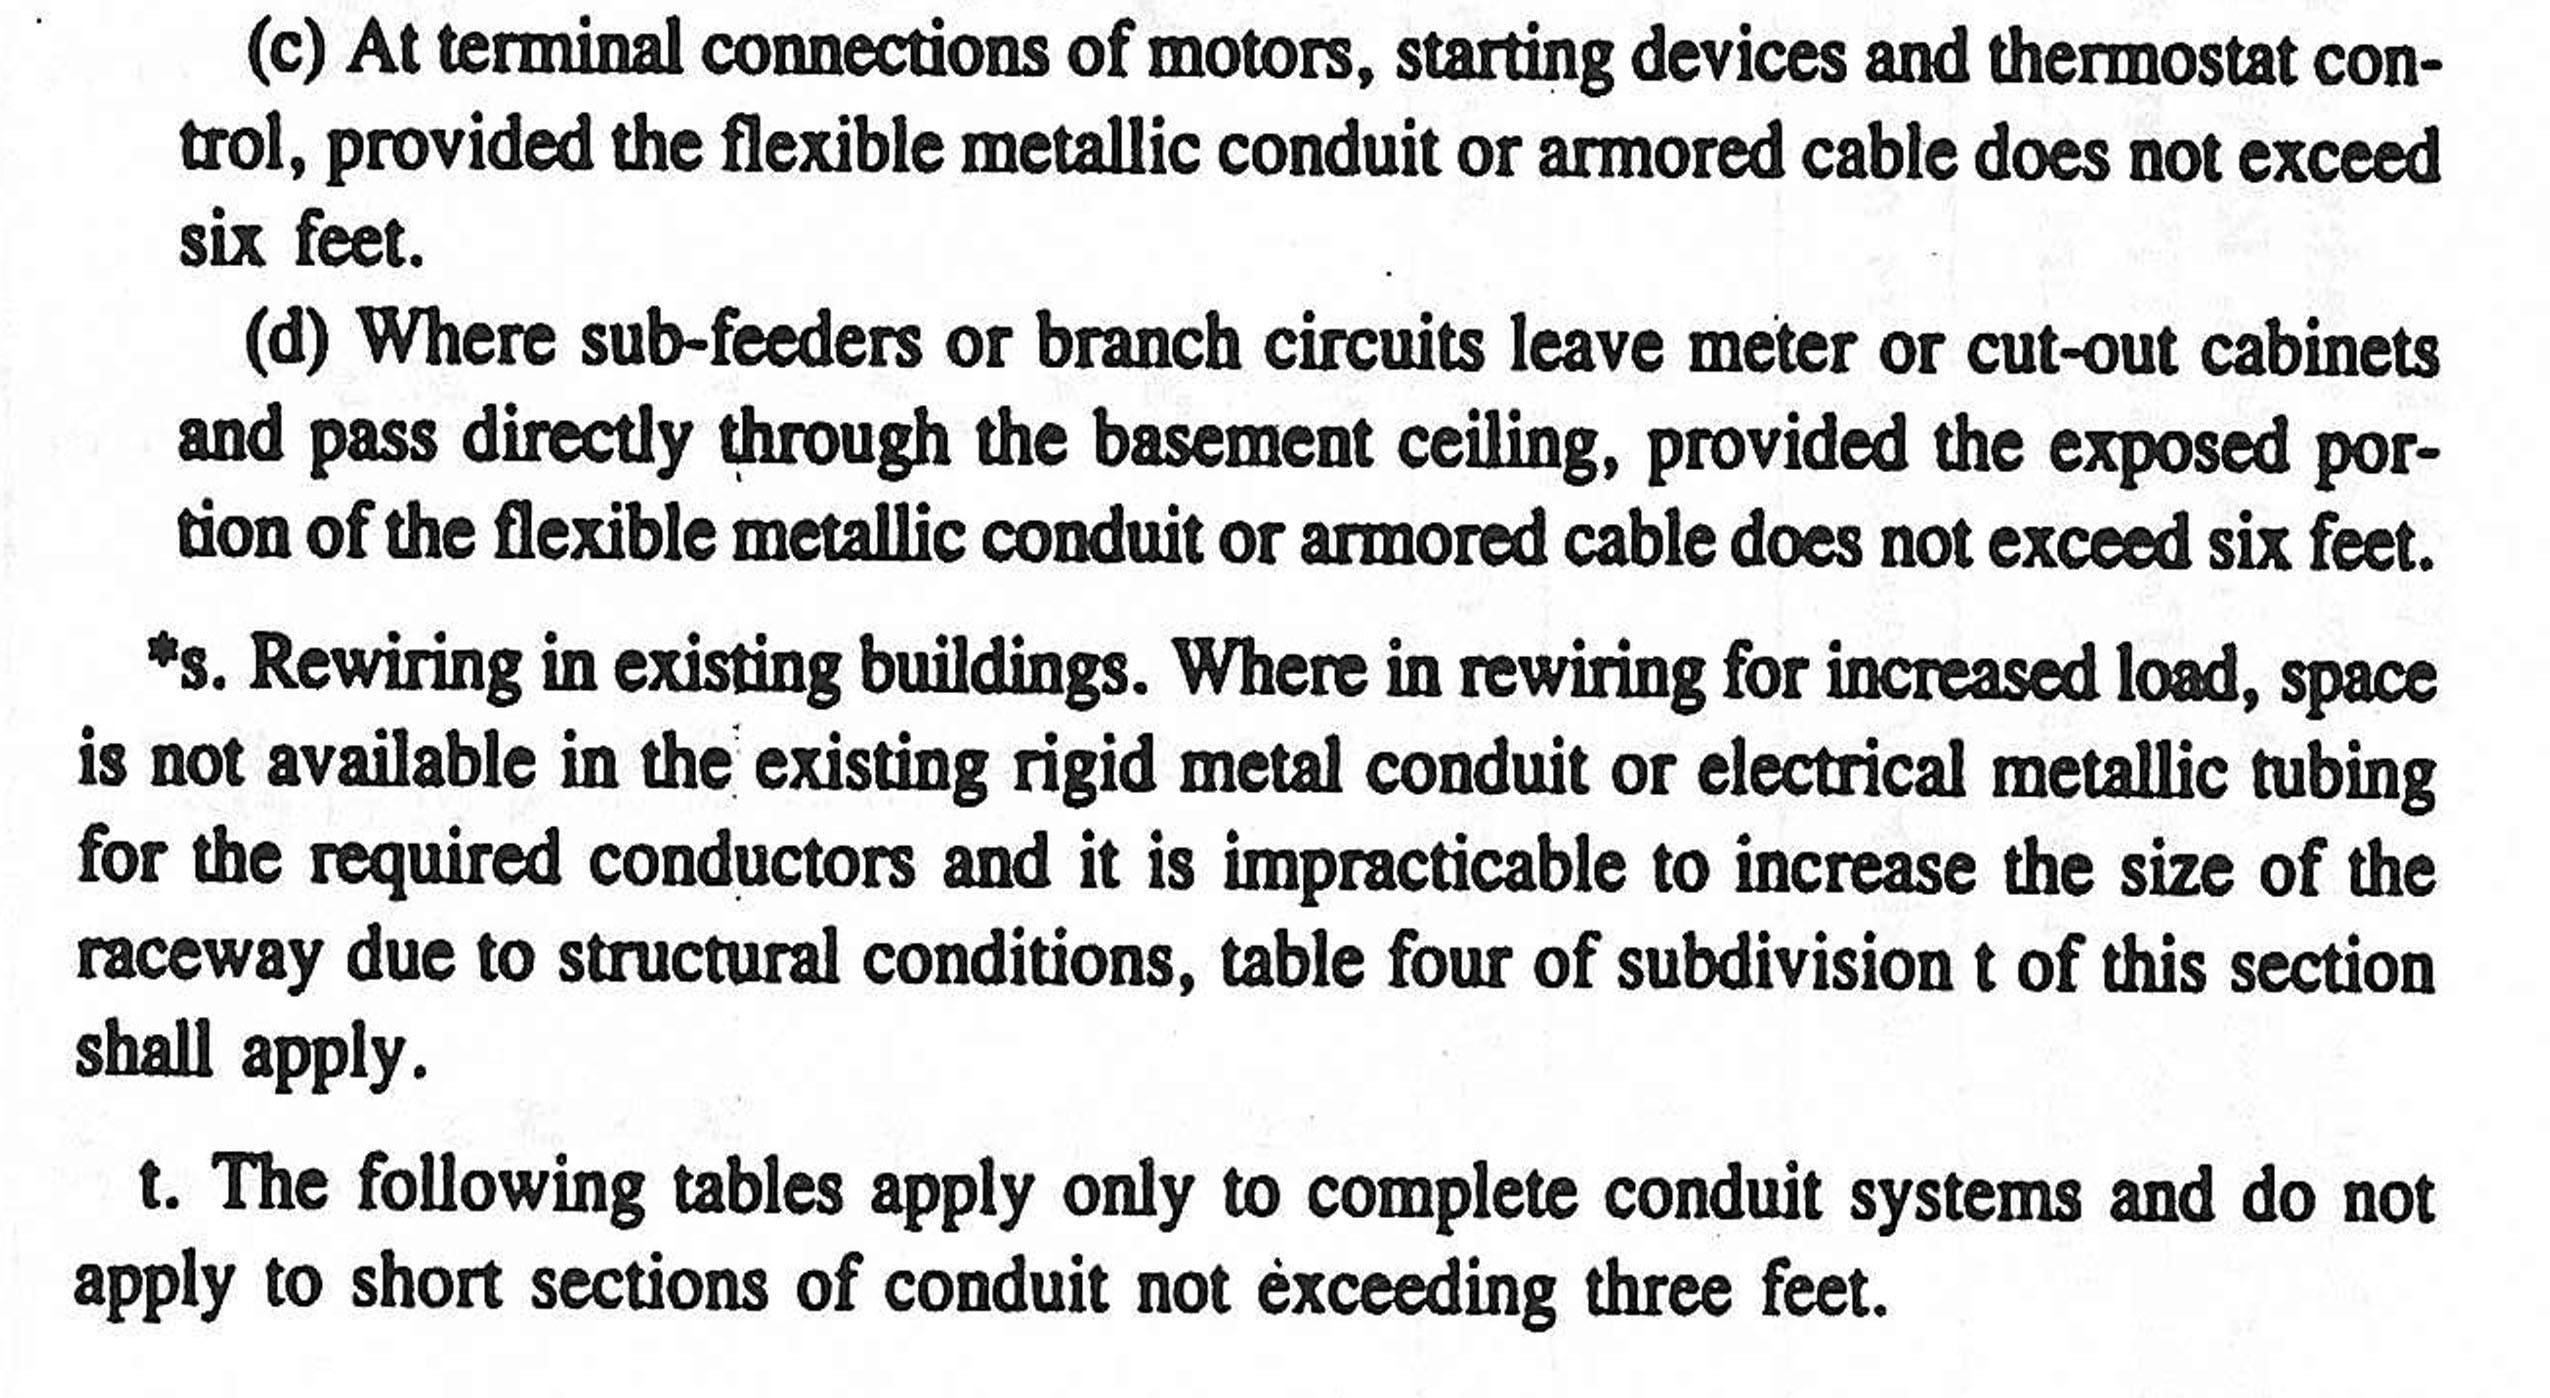 (c) At terminal connections of motors, starting devices and thermostat con-
trol, provided the flexible metallic conduit or armored cable does not exceed
six feet.
(d) Where sub-feeders or branch circuits leave meter or cut-out cabinets
and pass directly through the basement ceiling, provided the exposed por-
tion of the flexible metallic conduit or armored cable does not exceed six feet.
*s. Rewiring in existing buildings. Where in rewiring for increased load, space
is not available in the existing rigid metal conduit or electrical metallic tubing
for the required conductors and it is impracticable to increase the size of the
raceway due to structural conditions, table four of subdivision t of this section
shall apply.
t. The following tables apply only to complete conduit systems and do not
apply to short sections of conduit not exceeding three feet.